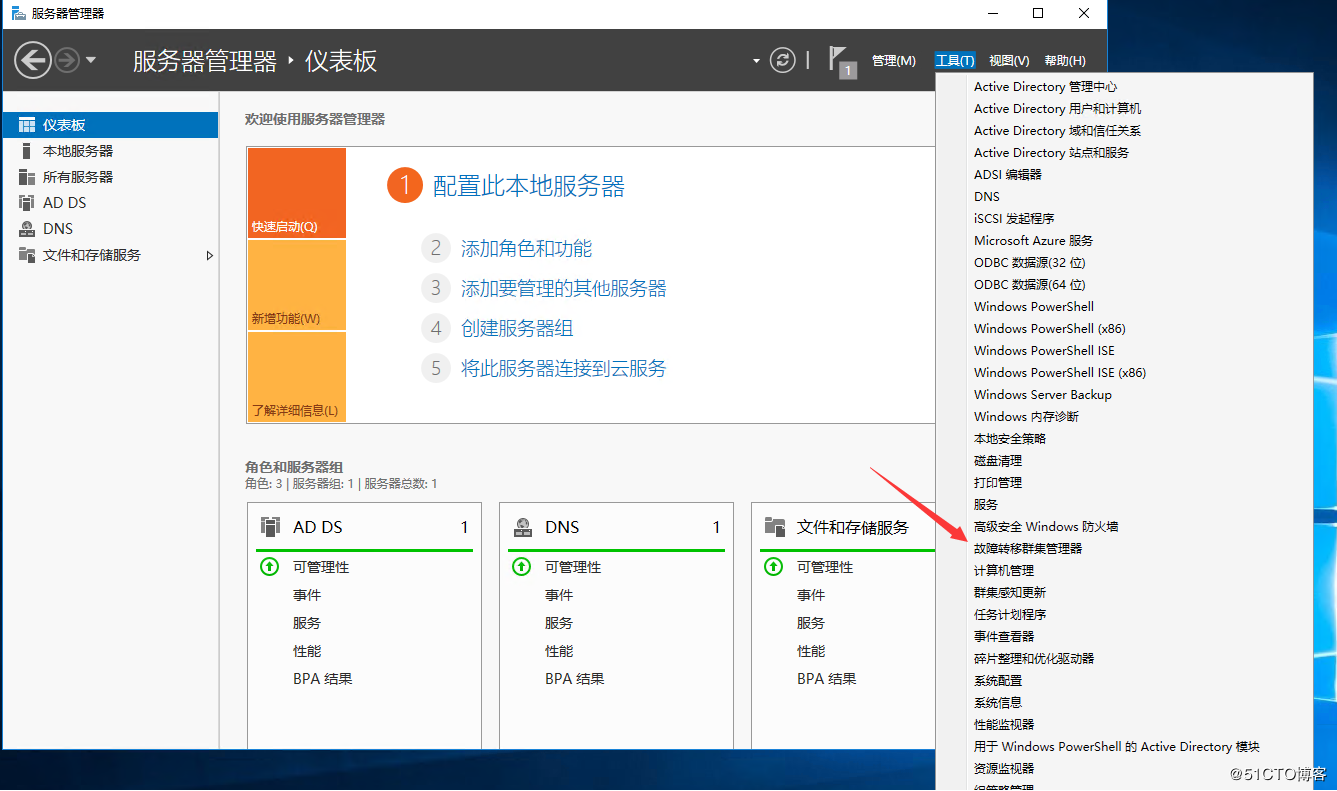 服务器管理器
服务器管理器 仪表板
1
管理(M) 工具(T) 视图(V) 帮助(H)
仪表板
本地服务器
所有服务器
AD DS
DNS
文件和存储服务
欢迎使用服务器管理器
快速启动(Q)
新增功能(W)
了解详细信息(L)
1 配置此本地服务器
2 添加角色和功能
3 添加要管理的其他服务器
4 创建服务器组
5 将此服务器连接到云服务
角色和服务器组
角色: 3 | 服务器组: 1 | 服务器总数: 1
AD DS 1
可管理性
事件
服务
性能
BPA 结果
DNS 1
可管理性
事件
服务
性能
BPA 结果
文件和存储服务
可管理性
事件
服务
性能
BPA 结果
Active Directory 管理中心
Active Directory 用户和计算机
Active Directory 域和信任关系
Active Directory 站点和服务
ADSI 编辑器
DNS
iSCSI 发起程序
Microsoft Azure 服务
ODBC 数据源(32 位)
ODBC 数据源(64 位)
Windows PowerShell
Windows PowerShell (x86)
Windows PowerShell ISE
Windows PowerShell ISE (x86)
Windows Server Backup
Windows 内存诊断
本地安全策略
磁盘清理
打印管理
服务
高级安全 Windows 防火墙
故障转移群集管理器
计算机管理
群集感知更新
任务计划程序
事件查看器
碎片整理和优化驱动器
系统配置
系统信息
性能监视器
用于 Windows PowerShell 的 Active Directory 模块
资源监视器
组策略管理
@51CTO博客